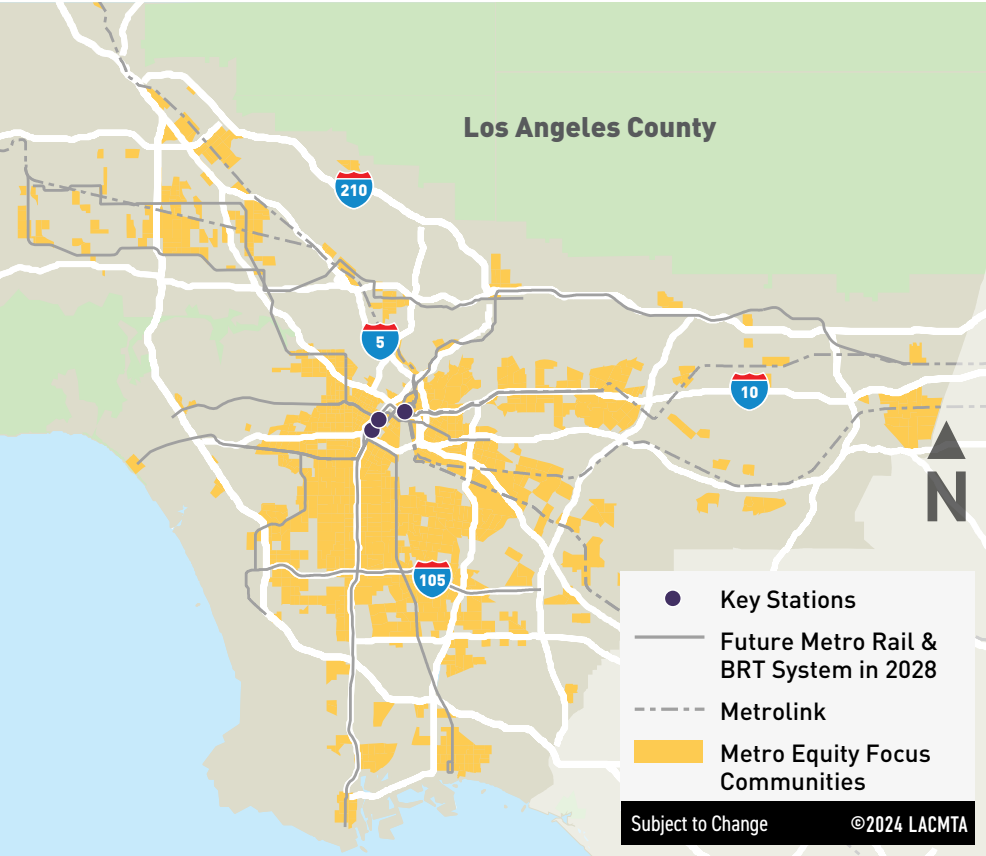 Los Angeles County
210
5
10
N
105
Key Stations
Future Metro Rail &
BRT System in 2028
Metrolink
Metro Equity Focus
Communities
Subject to Change ©2024 LACMTA